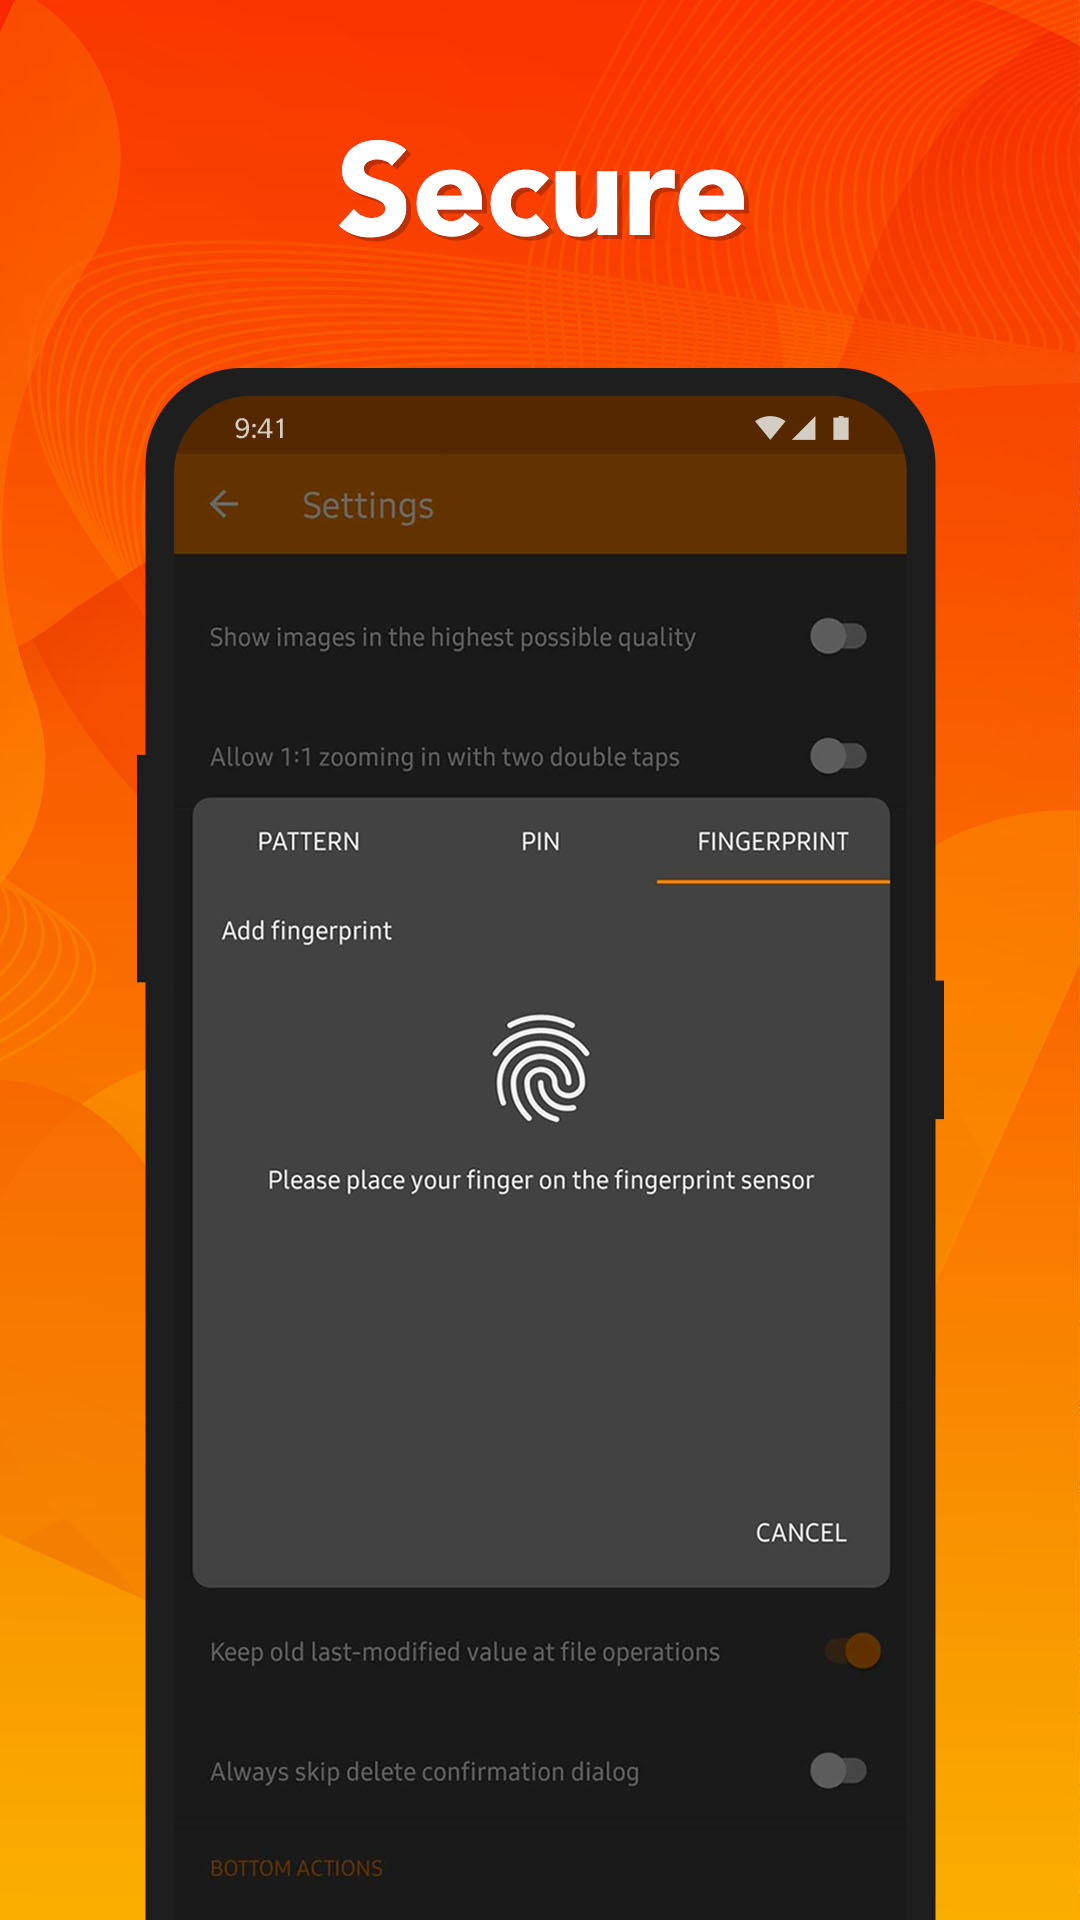 Secure
9:41
Settings
Show images in the highest possible quality
Allow 1:1 zooming in with two double taps
PATTERN PIN FINGERPRINT
Add fingerprint
Please place your finger on the fingerprint sensor
CANCEL
Keep old last-modified value at file operations
Always skip delete confirmation dialog
BOTTOM ACTIONS